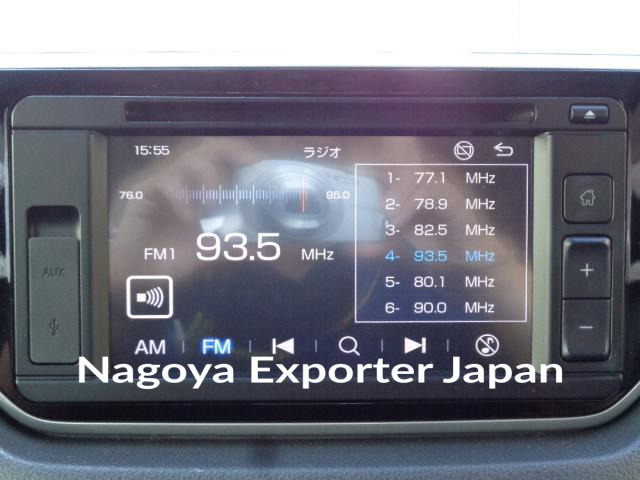 15:55 ラジオ
76.0 95.0
FM1 93.5 MHz
1- 77.1 MHz
2- 78.9 MHz
3- 82.5 MHz
4- 93.5 MHz
5- 80.1 MHz
6- 90.0 MHz
AUX
AM FM
Nagoya Exporter Japan